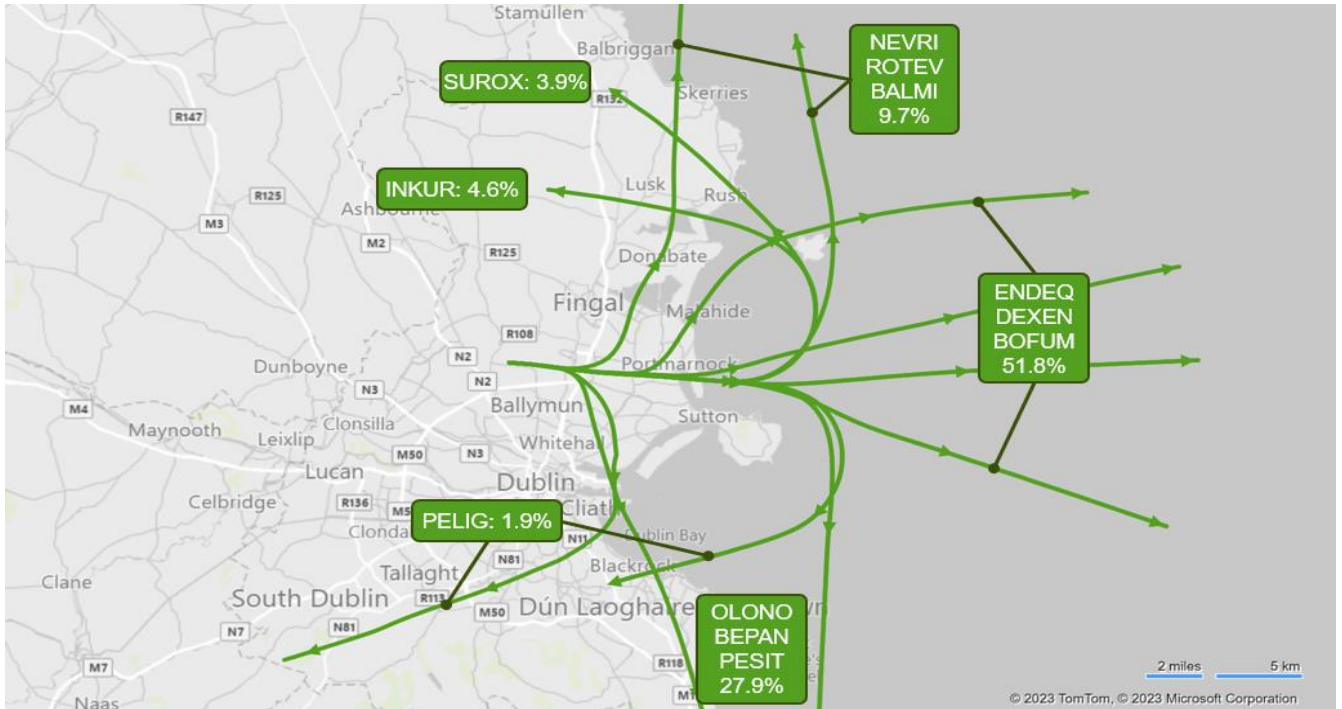 Stamullen
Balbriggan
NEVRI
ROTEV
BALMI
9.7%
SUROX: 3.9%
R132
Skerries
R147
INKUR: 4.6%
Lusk
Rush
R125
Ashbourne
M3
M2
R125
Donabate
Fingal
Malahide
ENDEQ
DEXEN
BOFUM
51.8%
R108
N2
Portmarnock
Dunboyne
N3
N2
Ballymun
M4
Maynooth
Clonsilla
Sutton
Leixlip
M50
N3
Whitehall
Lucan
Dublin
Celbridge
R136
PELIG: 1.9%
Dublin Bay
N11
N81
Blackrock
Tallaght
Clane
R113
South Dublin
M50
Dún Laoghaire
N7
N81
OLONO
BEPAN
PESIT
27.9%
R118
M7
Naas
2 miles
5 km
© 2023 TomTom, © 2023 Microsoft Corporation